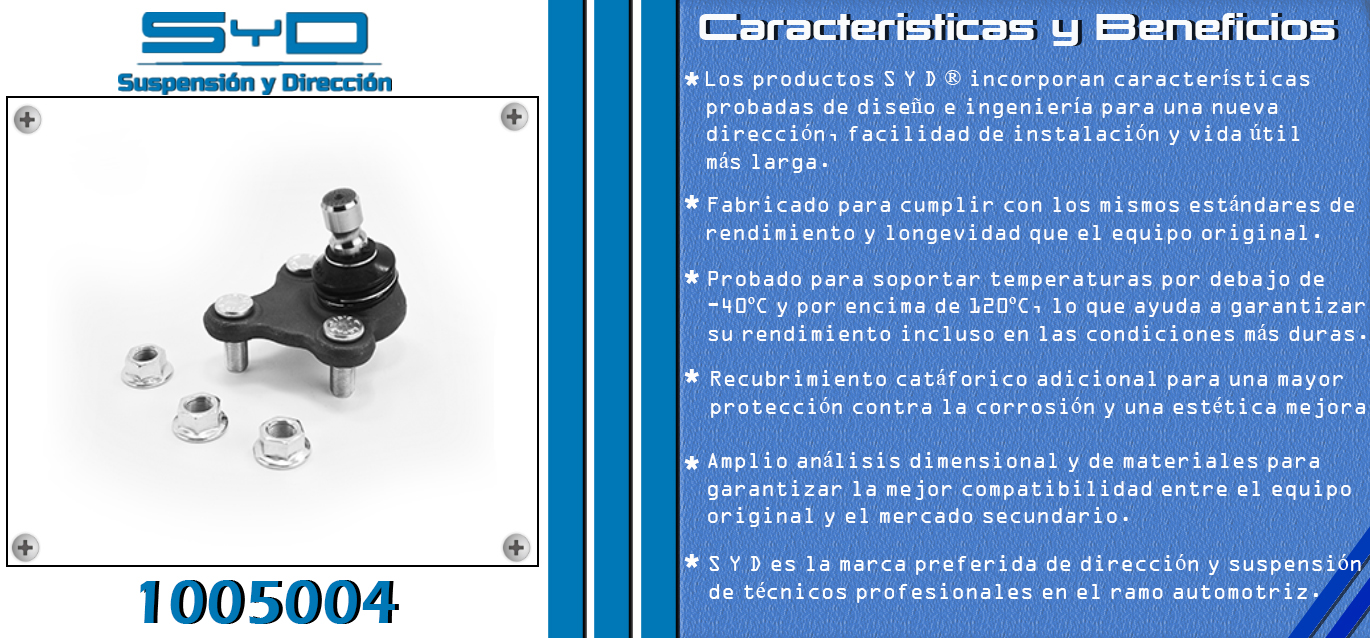 SYD
Suspensión y Dirección
1005004
Caracteristicas y Beneficios
* Los productos S Y D ® incorporan características
probadas de diseño e ingeniería para una nueva
dirección, facilidad de instalación y vida útil
más larga.
* Fabricado para cumplir con los mismos estándares de
rendimiento y longevidad que el equipo original.
* Probado para soportar temperaturas por debajo de
-40°C y por encima de 120°C, lo que ayuda a garantizar
su rendimiento incluso en las condiciones más duras.
* Recubrimiento catáforico adicional para una mayor
protección contra la corrosión y una estética mejora
* Amplio análisis dimensional y de materiales para
garantizar la mejor compatibilidad entre el equipo
original y el mercado secundario.
* S Y D es la marca preferida de dirección y suspensión
de técnicos profesionales en el ramo automotriz.